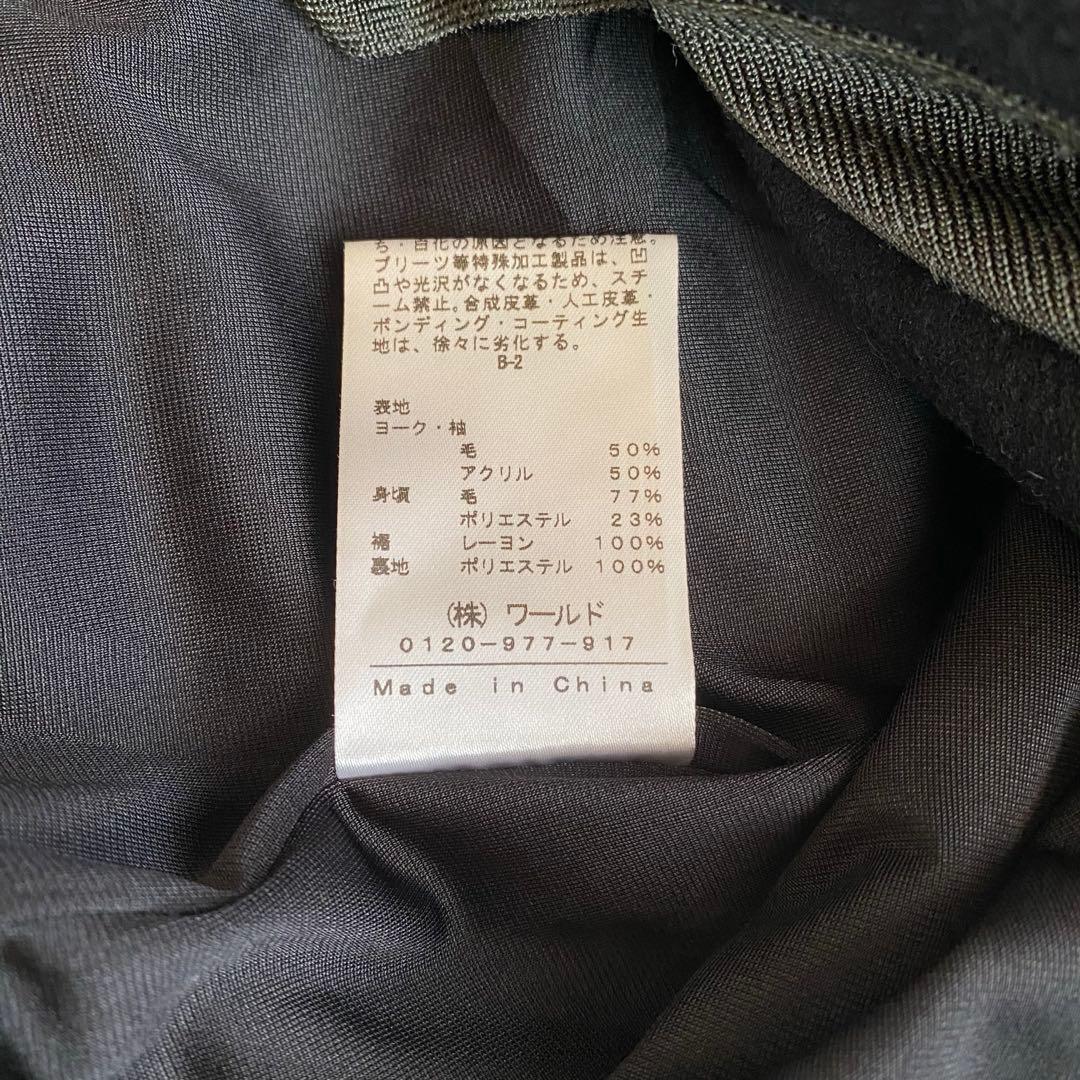 ち・白化の原因となるため注意。
プリーツ等特殊加工製品は、凹
凸や光沢がなくなるため、スチ
ーム禁止。合成皮革・人工皮革・
ボンディング・コーティング生
地は、徐々に劣化する。
B-2
表地
ヨーク・袖
毛 50%
アクリル 50%
身頃 毛 77%
ポリエステル 23%
裾 レーヨン 100%
裏地 ポリエステル 100%
(株)ワールド
0120-977-917
Made in China